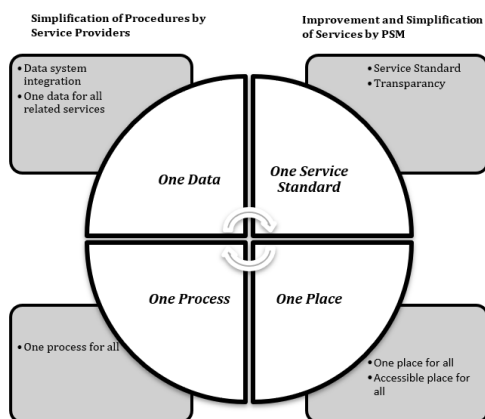 Simplification of Procedures by
Service Providers
Improvement and Simplification
of Services by PSM
• Data system
integration
• One data for all
related services
• Service Standard
• Transparancy
One Data
One Service
Standard
One Process
One Place
• One process for all
• One place for all
• Accessible place for
all